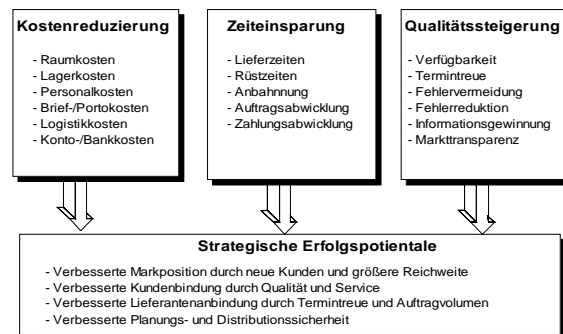 Kostenreduzierung
- Raumkosten
- Lagerkosten
- Personalkosten
- Brief-/Portokosten
- Logistikkosten
- Konto-/Bankkosten
Zeiteinsparung
- Lieferzeiten
- Rüstzeiten
- Anbahnnung
- Auftragsabwicklung
- Zahlungsabwicklung
Qualitätssteigerung
- Verfügbarkeit
- Termintreue
- Fehlervermeidung
- Fehlerreduktion
- Informationsgewinnung
- Markttransparenz
Strategische Erfolgspotientale
- Verbesserte Markposition durch neue Kunden und größere Reichweite
- Verbesserte Kundenbindung durch Qualität und Service
- Verbesserte Lieferantenanbindung durch Termintreue und Auftragvolumen
- Verbesserte Planungs- und Distributionssicherheit